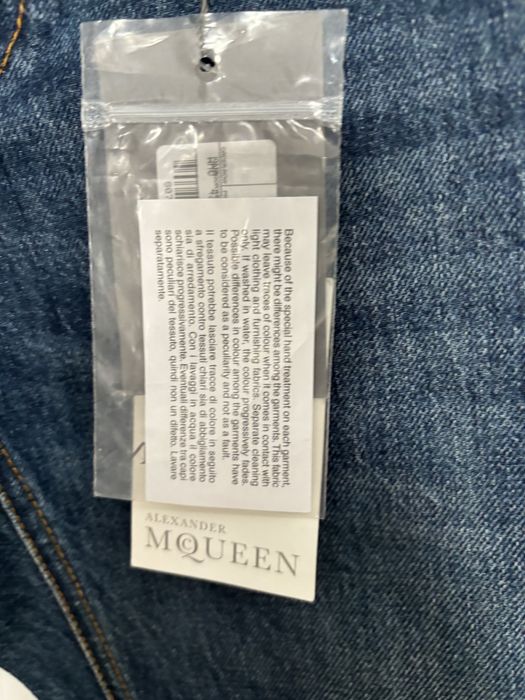 Because of the special hand treatment on each garment,
there might be differences among the garments. This fabric
may leave traces of colour when it comes in contact with
light clothing and furnishing fabrics. Separate cleaning
only. If washed in water, the colour progressively fades.
Possible differences in colour among the garments have
to be considered as a peculiarity and not as a fault.
Il tessuto potrebbe lasciare tracce di colore in seguito
a sfregamento contro tessuti chiari sia di abbigliamento
sia di arredamento. Con i lavaggi in acqua il colore
schiarisce progressivamente. Eventuali differenze tra capi
sono peculiari del tessuto, quindi non un difetto. Lavare
separatamente.
ALEXANDER
MCQUEEN